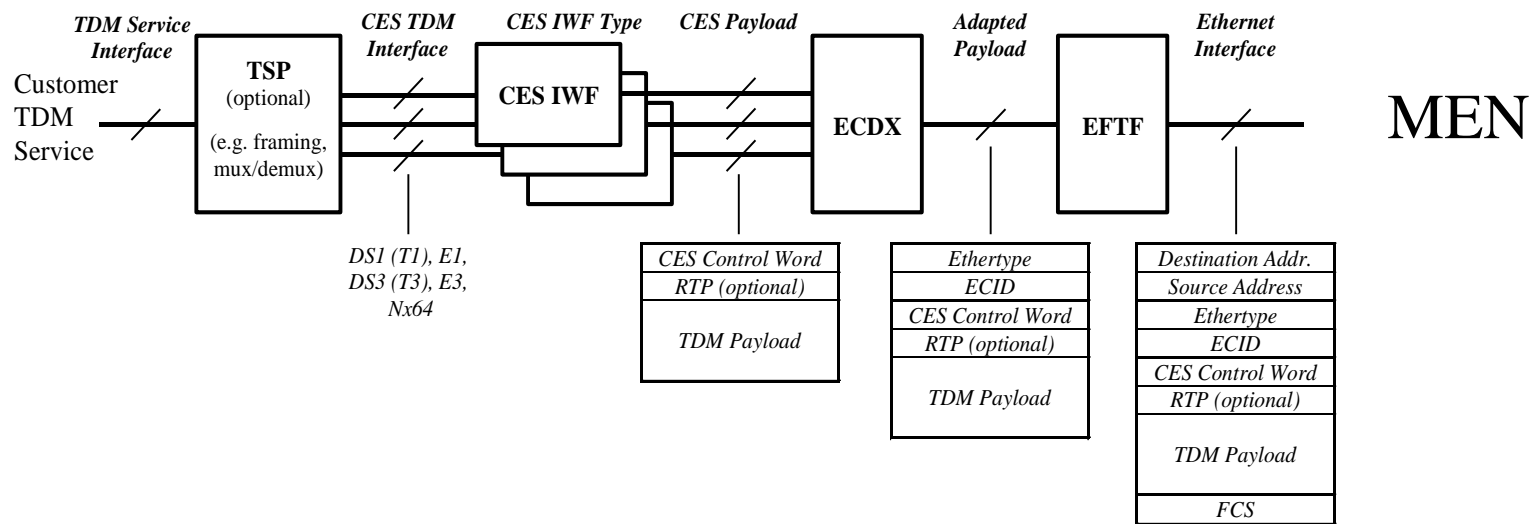 TDM Service
Interface
CES TDM
Interface
CES IWF Type
CES Payload
Adapted
Payload
Ethernet
Interface
Customer
TDM
Service
TSP
(optional)
(e.g. framing,
mux/demux)
CES IWF
ECDX
EFTF
MEN
DS1 (T1), E1,
DS3 (T3), E3,
Nx64
CES Control Word
RTP (optional)
TDM Payload
Ethertype
ECID
CES Control Word
RTP (optional)
TDM Payload
Destination Addr.
Source Address
Ethertype
ECID
CES Control Word
RTP (optional)
TDM Payload
FCS